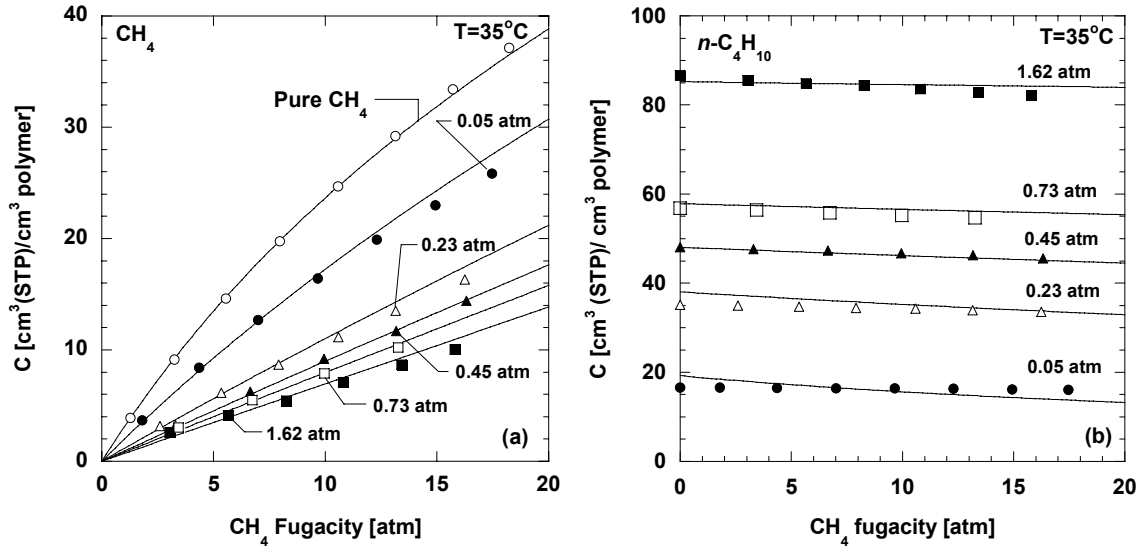 CH₄
T=35°C
40
30
20
10
0
C [cm³(STP)/cm³ polymer]
Pure CH₄
0.05 atm
0.23 atm
0.45 atm
0.73 atm
1.62 atm
(a)
0
5
10
15
20
CH₄ Fugacity [atm]
n-C₄H₁₀
T=35°C
100
80
60
40
20
0
C [cm³ (STP)/ cm³ polymer]
1.62 atm
0.73 atm
0.45 atm
0.23 atm
0.05 atm
(b)
0
5
10
15
20
CH₄ fugacity [atm]